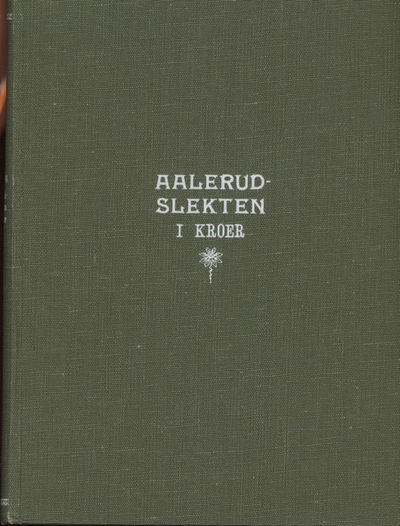 AALERUD-
SLEKTEN
I KROER